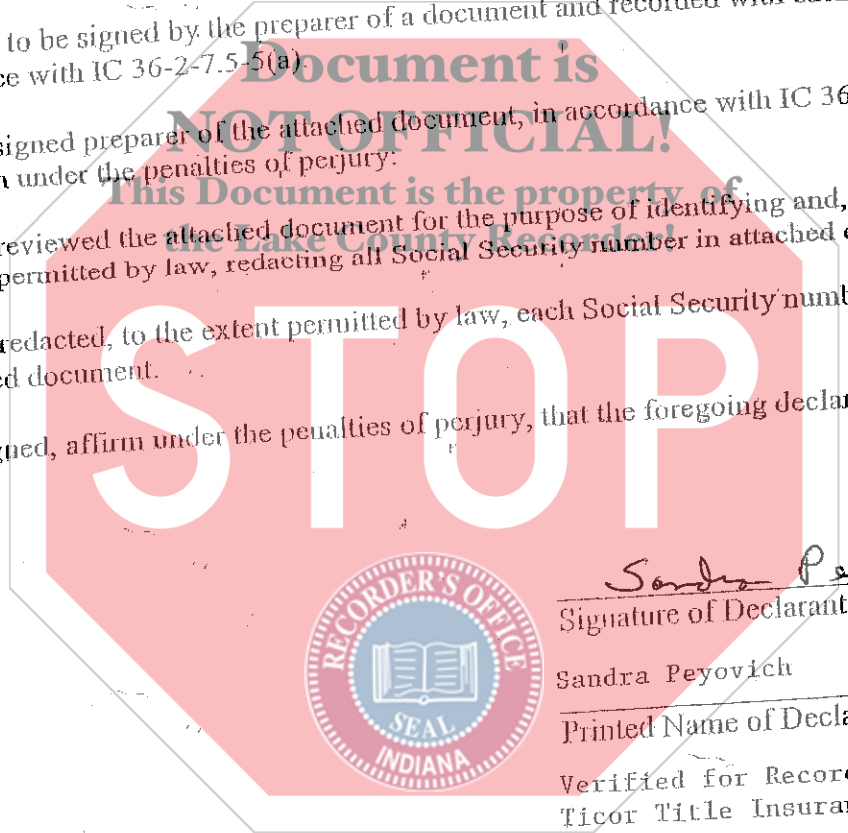 to be signed by the preparer of a document and recorded with
Document is
ce with IC 36-2-7.5-5(a).
NOT OFFICIAL!
signed preparer of the attached document, in accordance with IC 36
n under the penalties of perjury:
This Document is the property of
the Lake County Recorder!
reviewed the attached document for the purpose of identifying and,
permitted by law, redacting all Social Security number in attached
redacted, to the extent permitted by law, each Social Security numb
ed document.
gned, affirm under the penalties of perjury, that the foregoing declar
STOP
RECORDER'S OFFICE
SEAL
INDIANA
Sandra Pe
Signature of Declarant
Sandra Peyovich
Printed Name of Decla
Verified for Recor
Ticor Title Insura